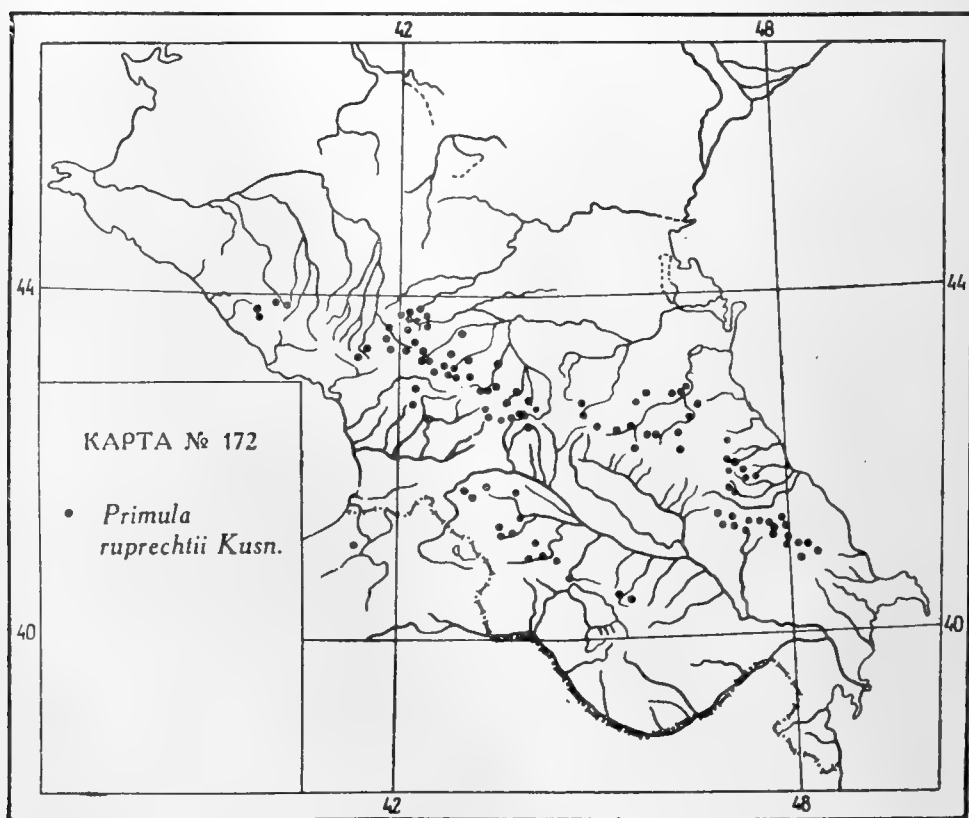 42 48
44 44
КАРТА № 172
Primula
ruprechtii Kusn.
40 40
42 48